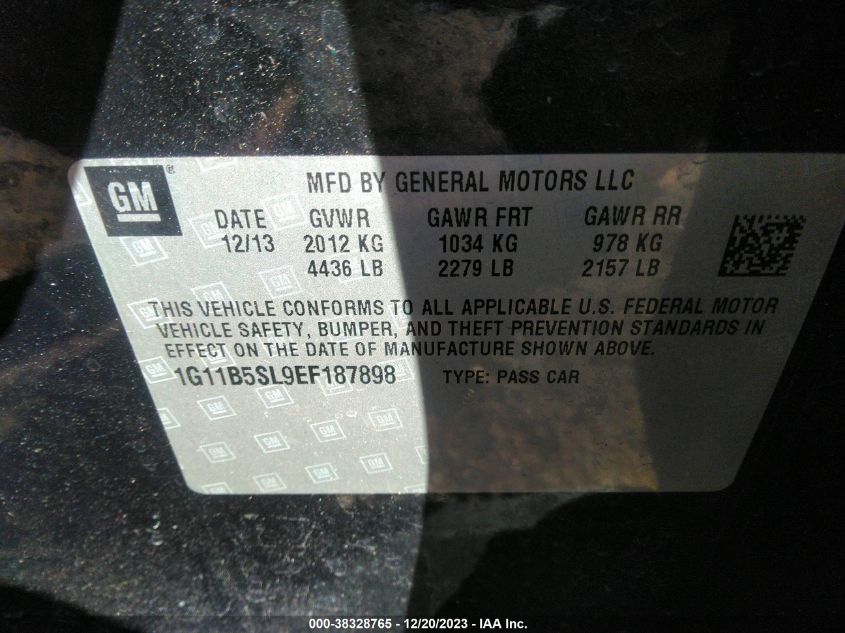 GM
MFD BY GENERAL MOTORS LLC
DATE GVWR GAWR FRT GAWR RR
12/13 2012 KG 1034 KG 978 KG
4436 LB 2279 LB 2157 LB
THIS VEHICLE CONFORMS TO ALL APPLICABLE U.S. FEDERAL MOTOR
VEHICLE SAFETY, BUMPER, AND THEFT PREVENTION STANDARDS IN
EFFECT ON THE DATE OF MANUFACTURE SHOWN ABOVE.
1G11B5SL9EF187898 TYPE: PASS CAR
000-38328765 - 12/20/2023 - IAA Inc.